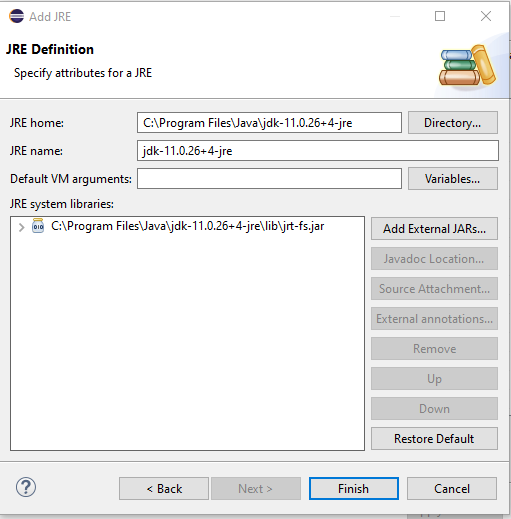 Add JRE
JRE Definition
Specify attributes for a JRE
JRE home:
C:\Program Files\Java\jdk-11.0.26+4-jre
Directory...
JRE name:
jdk-11.0.26+4-jre
Default VM arguments:
Variables...
JRE system libraries:
C:\Program Files\Java\jdk-11.0.26+4-jre\lib\jrt-fs.jar
Add External JARs...
Javadoc Location...
Source Attachment...
External annotations...
Remove
Up
Down
Restore Default
< Back
Next >
Finish
Cancel